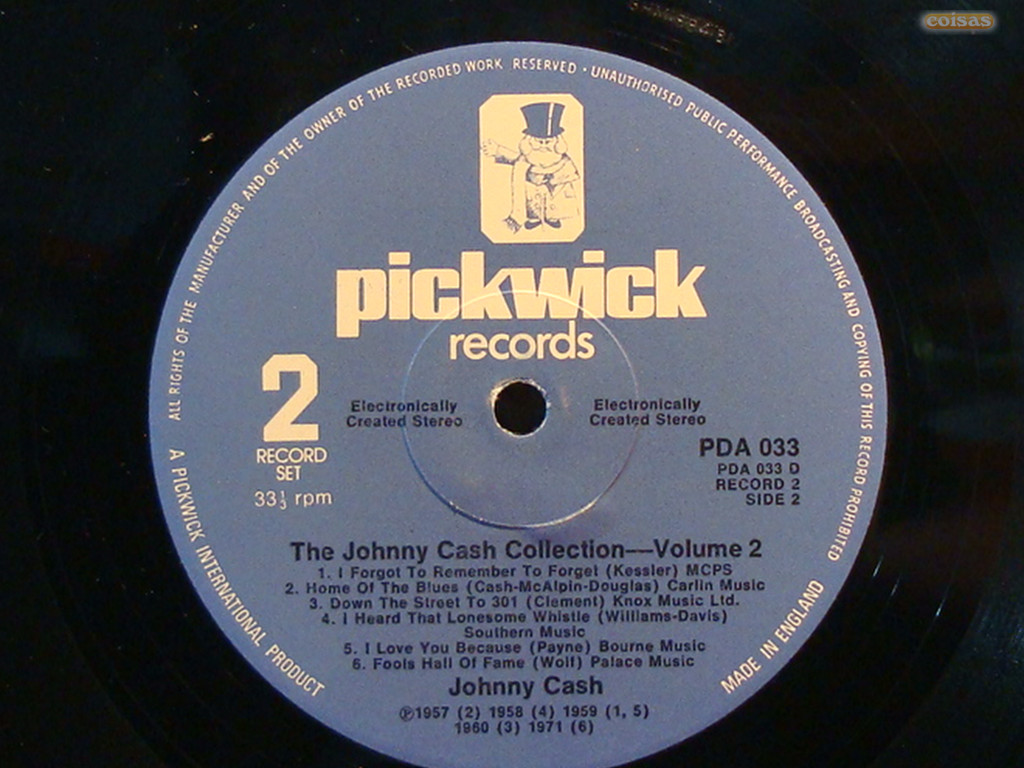 coisas
ALL RIGHTS OF THE MANUFACTURER AND OF THE OWNER OF THE RECORDED WORK RESERVED · UNAUTHORISED PUBLIC PERFORMANCE BROADCASTING AND COPYING OF THIS RECORD PROHIBITED
pickwick
records
2
RECORD
SET
33⅓ rpm
Electronically
Created Stereo
Electronically
Created Stereo
PDA 033
PDA 033 D
RECORD 2
SIDE 2
The Johnny Cash Collection—Volume 2
1. I Forgot To Remember To Forget (Kessler) MCPS
2. Home Of The Blues (Cash-McAlpin-Douglas) Carlin Music
3. Down The Street To 301 (Clement) Knox Music Ltd.
4. I Heard That Lonesome Whistle (Williams-Davis)
Southern Music
5. I Love You Because (Payne) Bourne Music
6. Fools Hall Of Fame (Wolf) Palace Music
Johnny Cash
℗1957 (2) 1958 (4) 1959 (1, 5)
1960 (3) 1971 (6)
A PICKWICK INTERNATIONAL PRODUCT
MADE IN ENGLAND